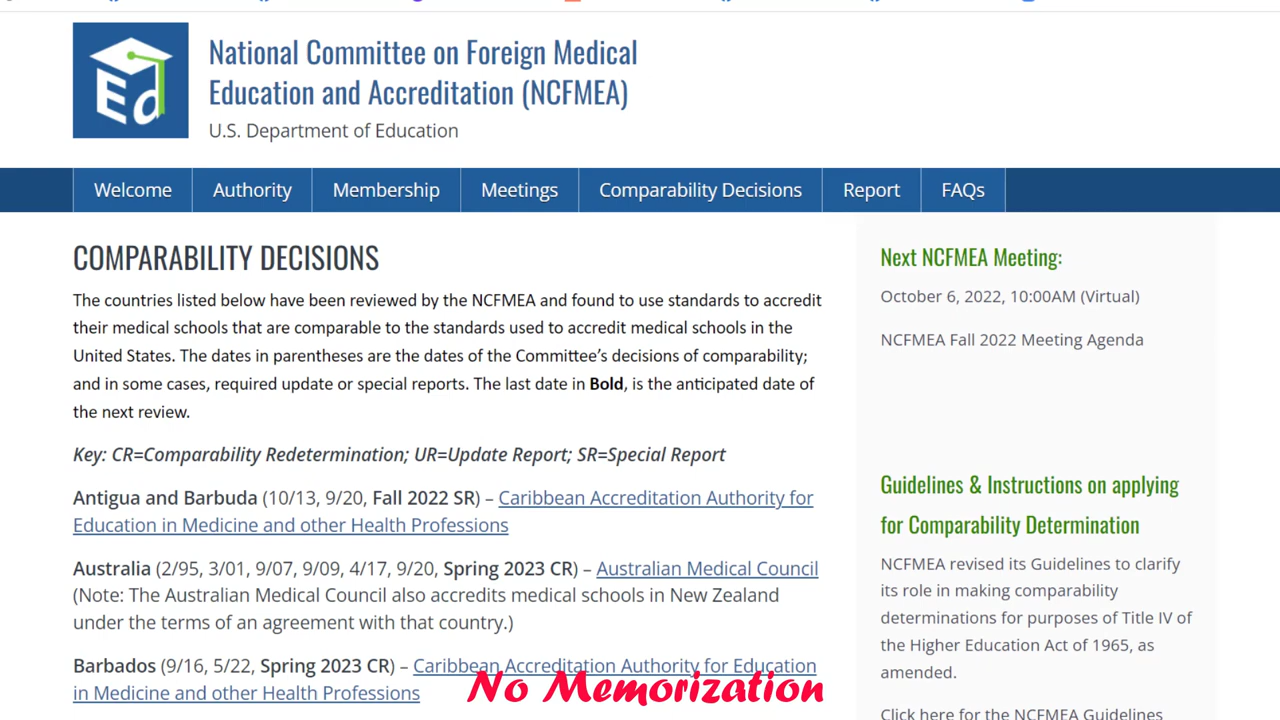 Ed
National Committee on Foreign Medical
Education and Accreditation (NCFMEA)
U.S. Department of Education
Welcome Authority Membership Meetings Comparability Decisions Report FAQs
COMPARABILITY DECISIONS
The countries listed below have been reviewed by the NCFMEA and found to use standards to accredit
their medical schools that are comparable to the standards used to accredit medical schools in the
United States. The dates in parentheses are the dates of the Committee’s decisions of comparability;
and in some cases, required update or special reports. The last date in Bold, is the anticipated date of
the next review.
Key: CR=Comparability Redetermination; UR=Update Report; SR=Special Report
Antigua and Barbuda (10/13, 9/20, Fall 2022 SR) – Caribbean Accreditation Authority for
Education in Medicine and other Health Professions
Australia (2/95, 3/01, 9/07, 9/09, 4/17, 9/20, Spring 2023 CR) – Australian Medical Council
(Note: The Australian Medical Council also accredits medical schools in New Zealand
under the terms of an agreement with that country.)
Barbados (9/16, 5/22, Spring 2023 CR) – Caribbean Accreditation Authority for Education
in Medicine and other Health Professions
No Memorization
Next NCFMEA Meeting:
October 6, 2022, 10:00AM (Virtual)
NCFMEA Fall 2022 Meeting Agenda
Guidelines & Instructions on applying
for Comparability Determination
NCFMEA revised its Guidelines to clarify
its role in making comparability
determinations for purposes of Title IV of
the Higher Education Act of 1965, as
amended.
Click here for the NCFMEA Guidelines